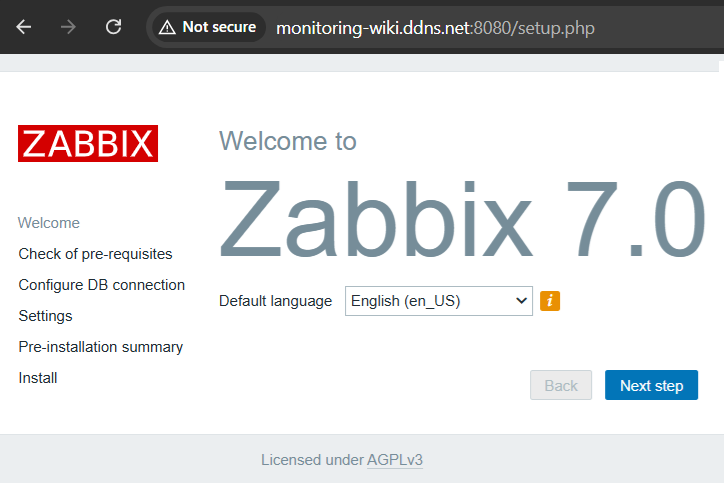 Not secure monitoring-wiki.ddns.net:8080/setup.php
ZABBIX
Welcome
Check of pre-requisites
Configure DB connection
Settings
Pre-installation summary
Install
Welcome to
Zabbix 7.0
Default language English (en_US) i
Back Next step
Licensed under AGPLv3